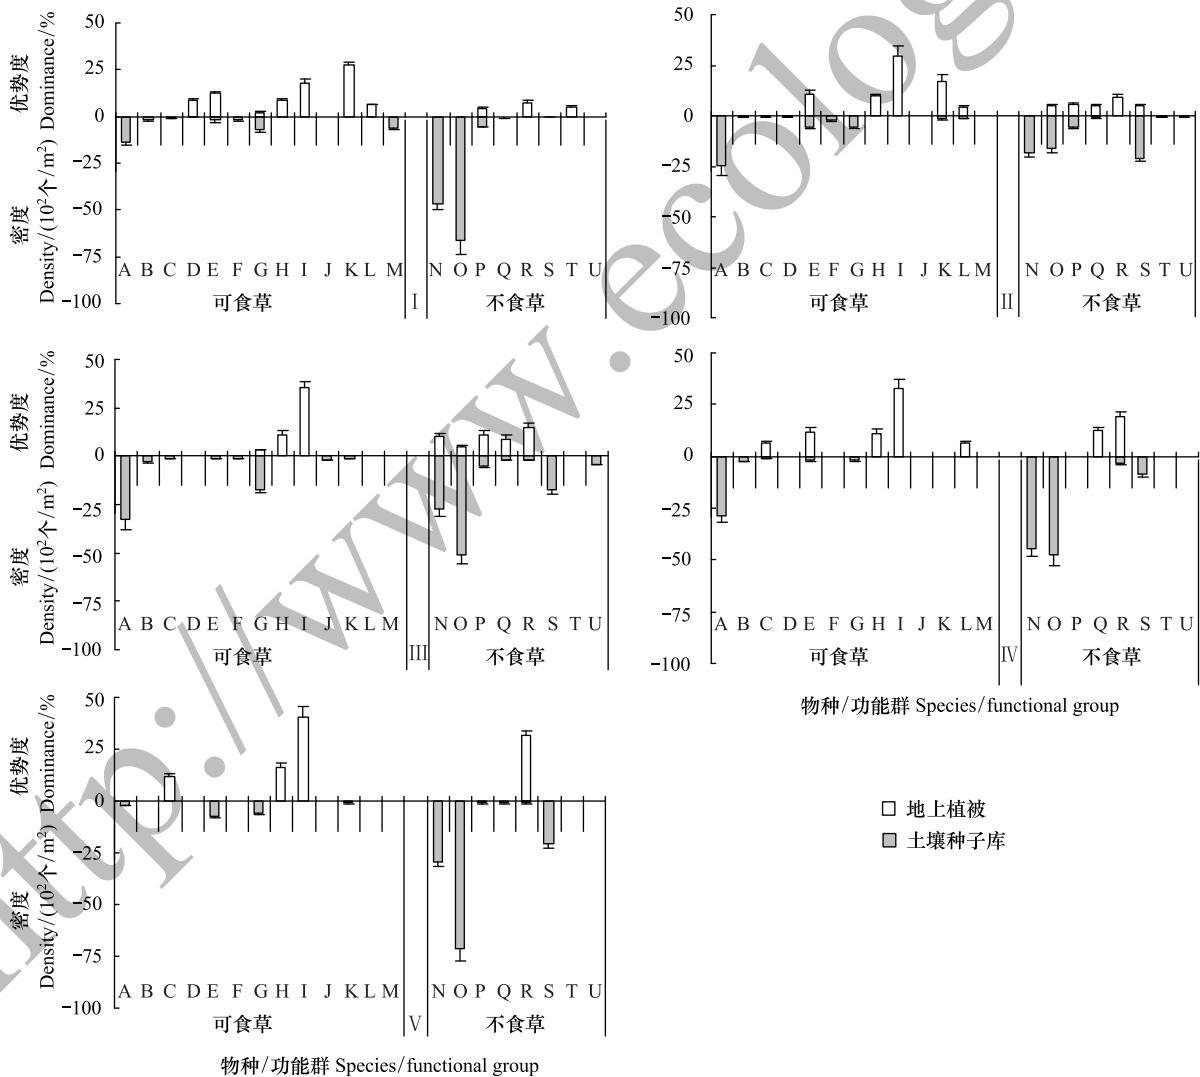 50
25
0
−25
−50
−75
−100
优势度
Dominance/%
密度
Density/(10²个/m²)
A B C D E F G H I J K L M N O P Q R S T U
可食草 I 不食草
50
25
0
−25
−50
−75
−100
A B C D E F G H I J K L M N O P Q R S T U
可食草 II 不食草
50
25
0
−25
−50
−75
−100
优势度
Dominance/%
密度
Density/(10²个/m²)
A B C D E F G H I J K L M N O P Q R S T U
可食草 III 不食草
50
25
0
−25
−50
−75
−100
A B C D E F G H I J K L M N O P Q R S T U
可食草 IV 不食草
物种/功能群 Species/functional group
50
25
0
−25
−50
−75
−100
优势度
Dominance/%
密度
Density/(10²个/m²)
A B C D E F G H I J K L M N O P Q R S T U
可食草 V 不食草
物种/功能群 Species/functional group
地上植被
土壤种子库
http://www.ecolog